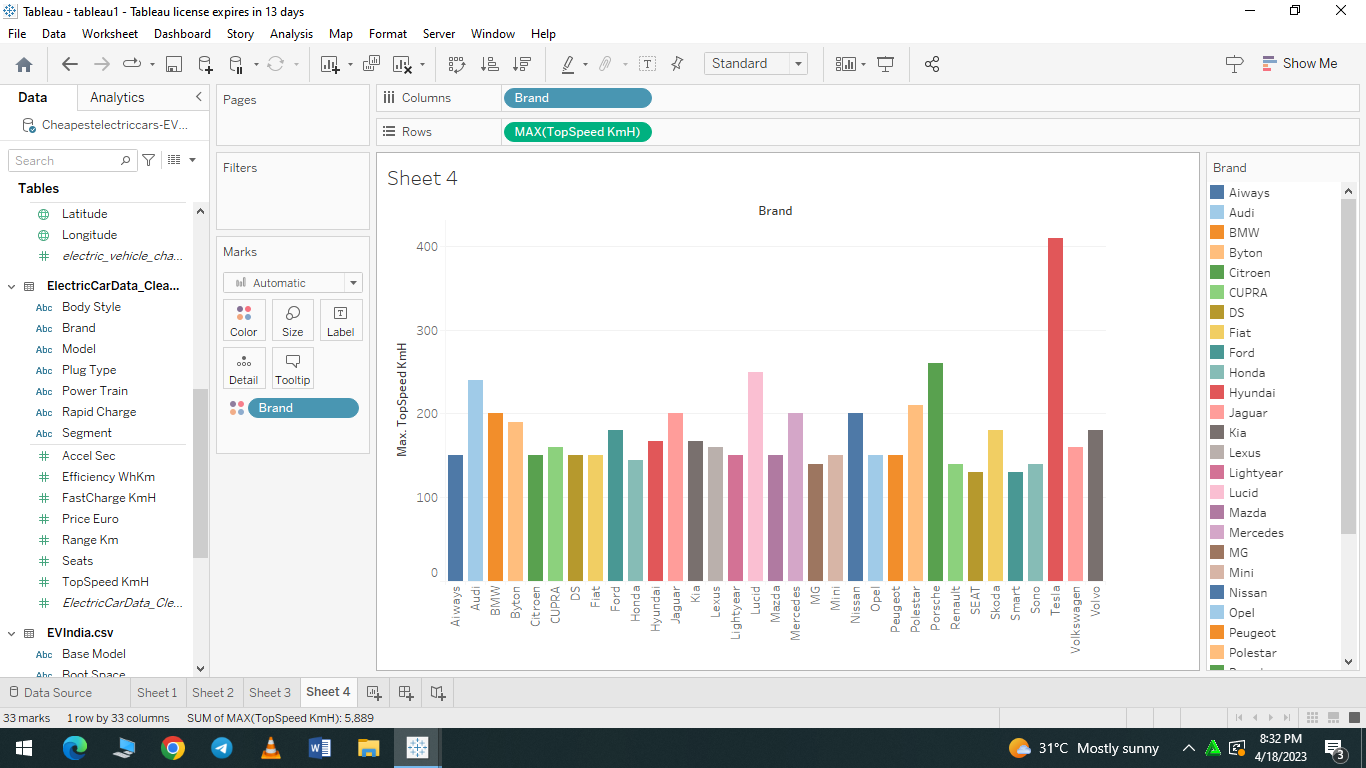 Tableau - tableau1 - Tableau license expires in 13 days
File Data Worksheet Dashboard Story Analysis Map Format Server Window Help
Standard
Show Me
Data Analytics
Cheapestelectriccars-EV...
Search
Tables
Latitude
Longitude
electric_vehicle_cha...
ElectricCarData_Clea...
Abc Body Style
Abc Brand
Abc Model
Abc Plug Type
Abc Power Train
Abc Rapid Charge
Abc Segment
Accel Sec
Efficiency WhKm
FastCharge KmH
Price Euro
Range Km
Seats
TopSpeed KmH
ElectricCarData_Cle...
EVIndia.csv
Abc Base Model
Abc Boot Space
Pages
Filters
Marks
Automatic
Color Size Label
Detail Tooltip
Brand
Columns Brand
Rows MAX(TopSpeed KmH)
Sheet 4
Brand
Max. TopSpeed KmH
400
300
200
100
0
Aiways
Audi
BMW
Byton
Citroen
CUPRA
DS
Fiat
Ford
Honda
Hyundai
Jaguar
Kia
Lexus
Lightyear
Lucid
Mazda
Mercedes
MG
Mini
Nissan
Opel
Peugeot
Polestar
Porsche
Renault
SEAT
Skoda
Smart
Sono
Tesla
Volkswagen
Volvo
Brand
Aiways
Audi
BMW
Byton
Citroen
CUPRA
DS
Fiat
Ford
Honda
Hyundai
Jaguar
Kia
Lexus
Lightyear
Lucid
Mazda
Mercedes
MG
Mini
Nissan
Opel
Peugeot
Polestar
Data Source Sheet 1 Sheet 2 Sheet 3 Sheet 4
33 marks 1 row by 33 columns SUM of MAX(TopSpeed KmH): 5,889
31°C Mostly sunny
8:32 PM
4/18/2023
3